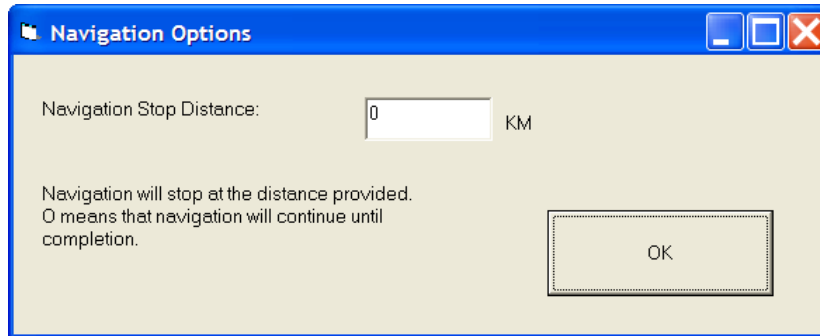 Navigation Options
Navigation Stop Distance:
0
KM
Navigation will stop at the distance provided.
O means that navigation will continue until
completion.
OK